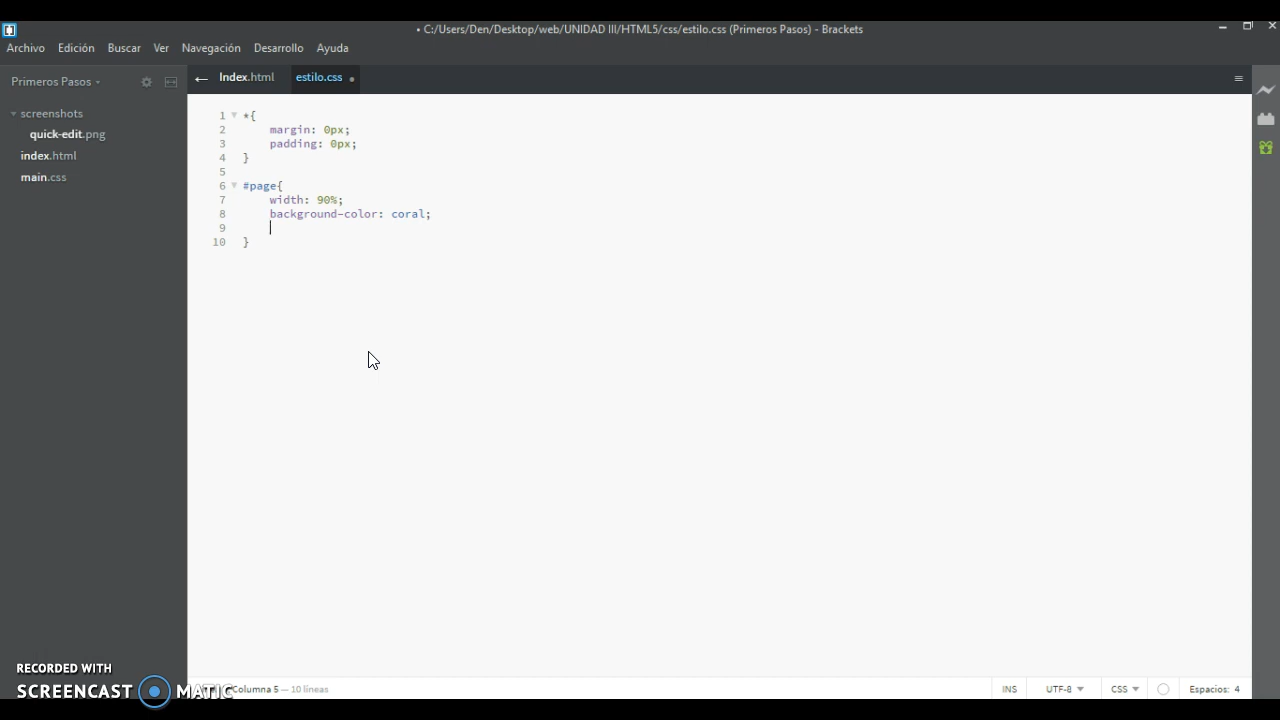 • C:/Users/Den/Desktop/web/UNIDAD III/HTML5/css/estilo.css (Primeros Pasos) - Brackets
Archivo Edición Buscar Ver Navegación Desarrollo Ayuda
Primeros Pasos
screenshots
quick-edit.png
index.html
main.css
Index.html estilo.css
1 *{
2 margin: 0px;
3 padding: 0px;
4 }
5
6 #page{
7 width: 90%;
8 background-color: coral;
9
10 }
RECORDED WITH
SCREENCAST MATIC
Columna 5 — 10 líneas
INS UTF-8 CSS Espacios: 4